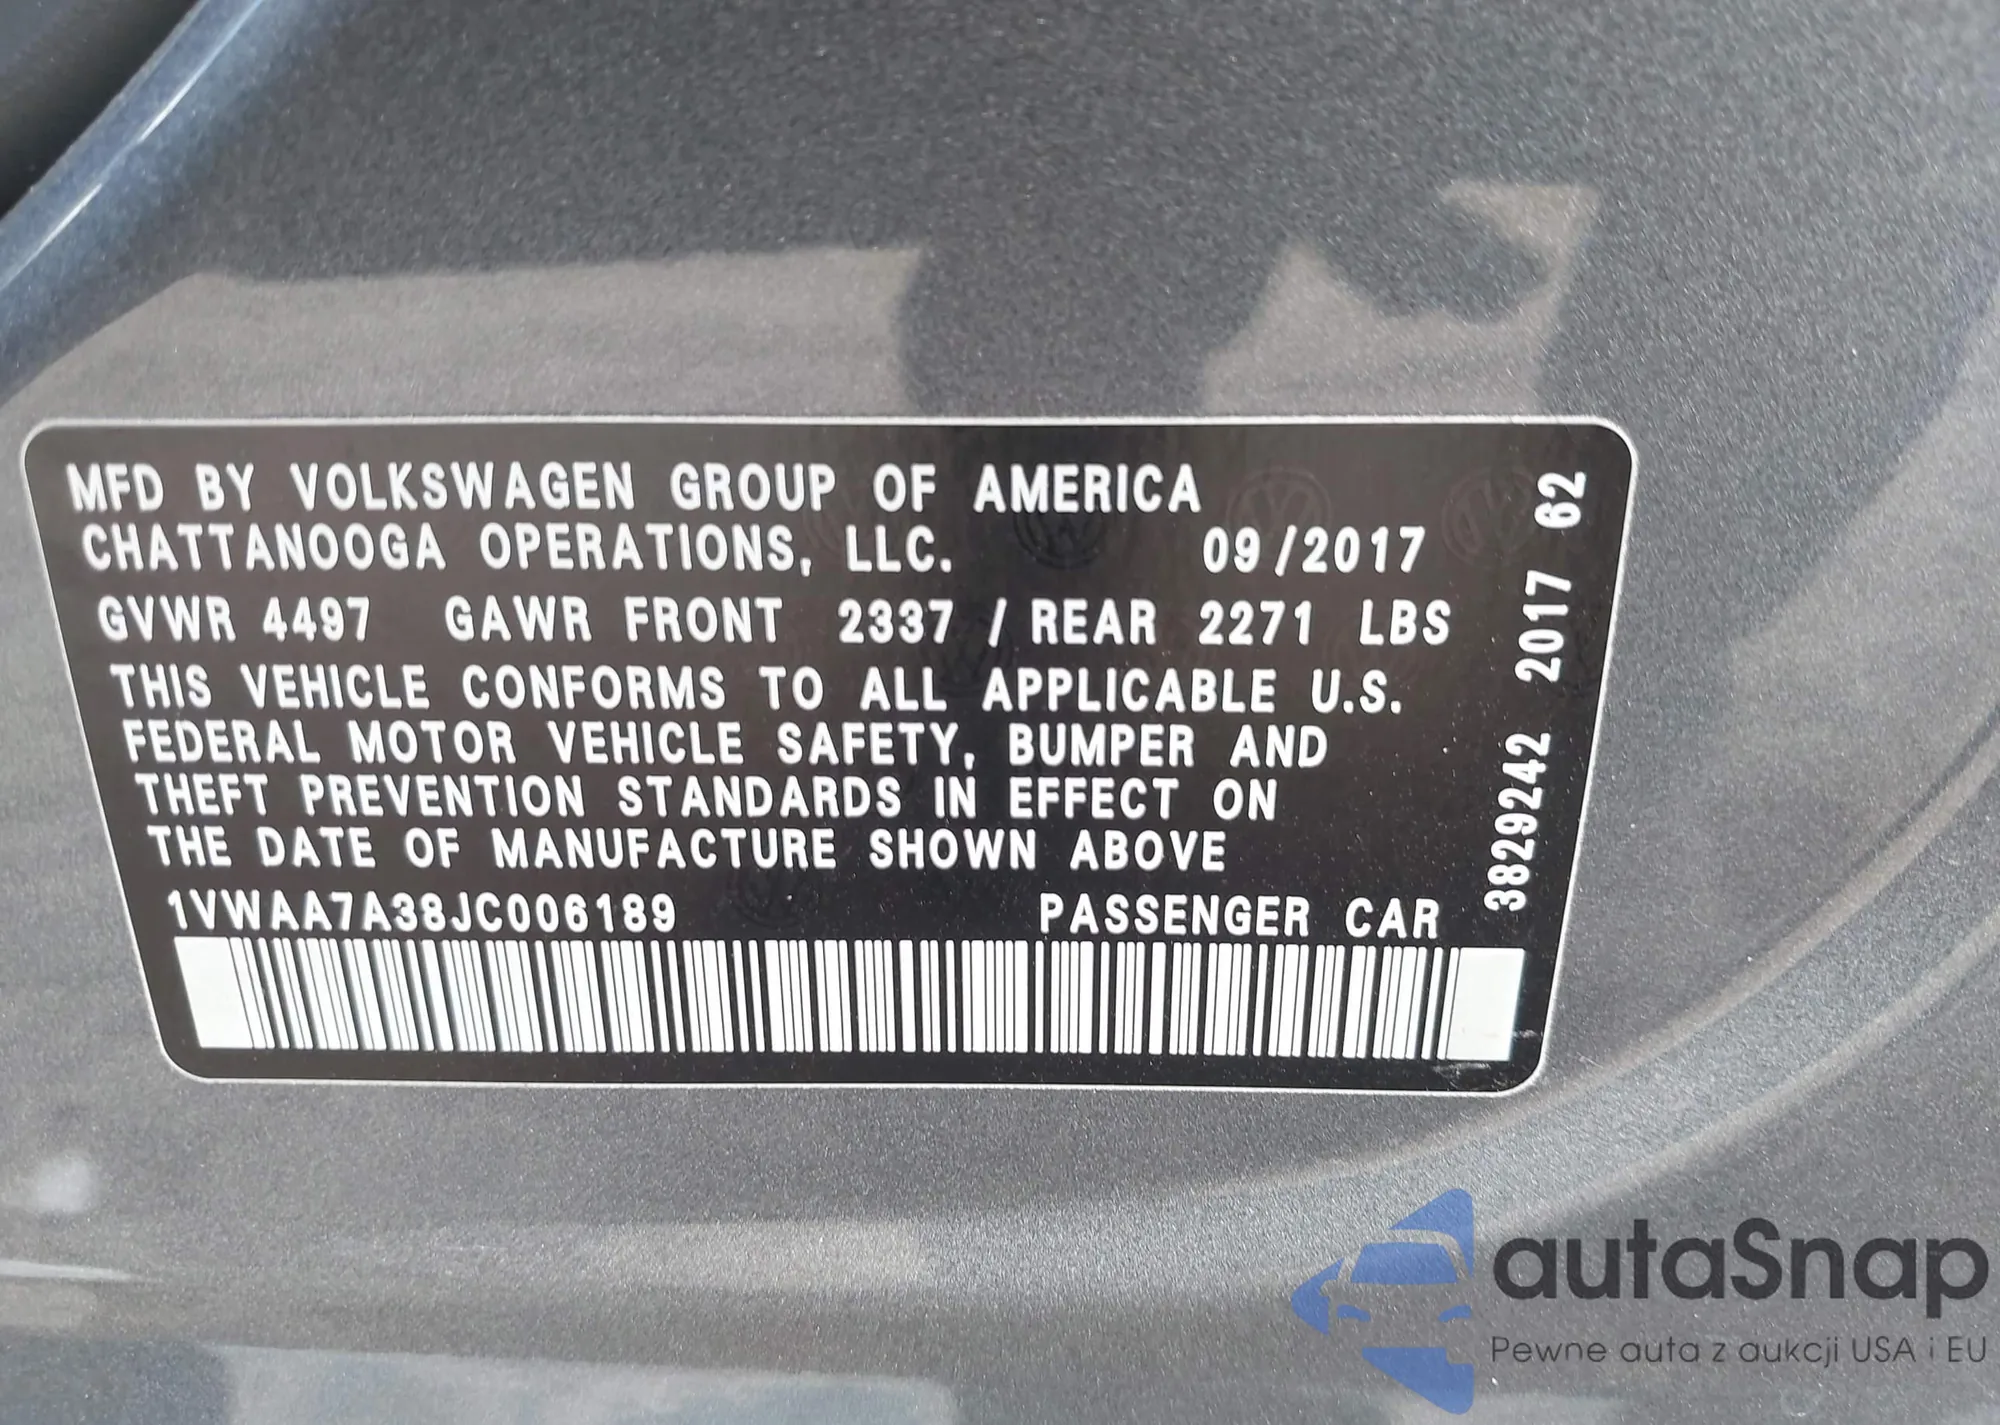 MFD BY VOLKSWAGEN GROUP OF AMERICA
CHATTANOOGA OPERATIONS, LLC. 09/2017
GVWR 4497 GAWR FRONT 2337 / REAR 2271 LBS
THIS VEHICLE CONFORMS TO ALL APPLICABLE U.S.
FEDERAL MOTOR VEHICLE SAFETY, BUMPER AND
THEFT PREVENTION STANDARDS IN EFFECT ON
THE DATE OF MANUFACTURE SHOWN ABOVE
1VWAA7A38JC006189 PASSENGER CAR
3829242 2017 62
autaSnap
Pewne auta z aukcji USA i EU